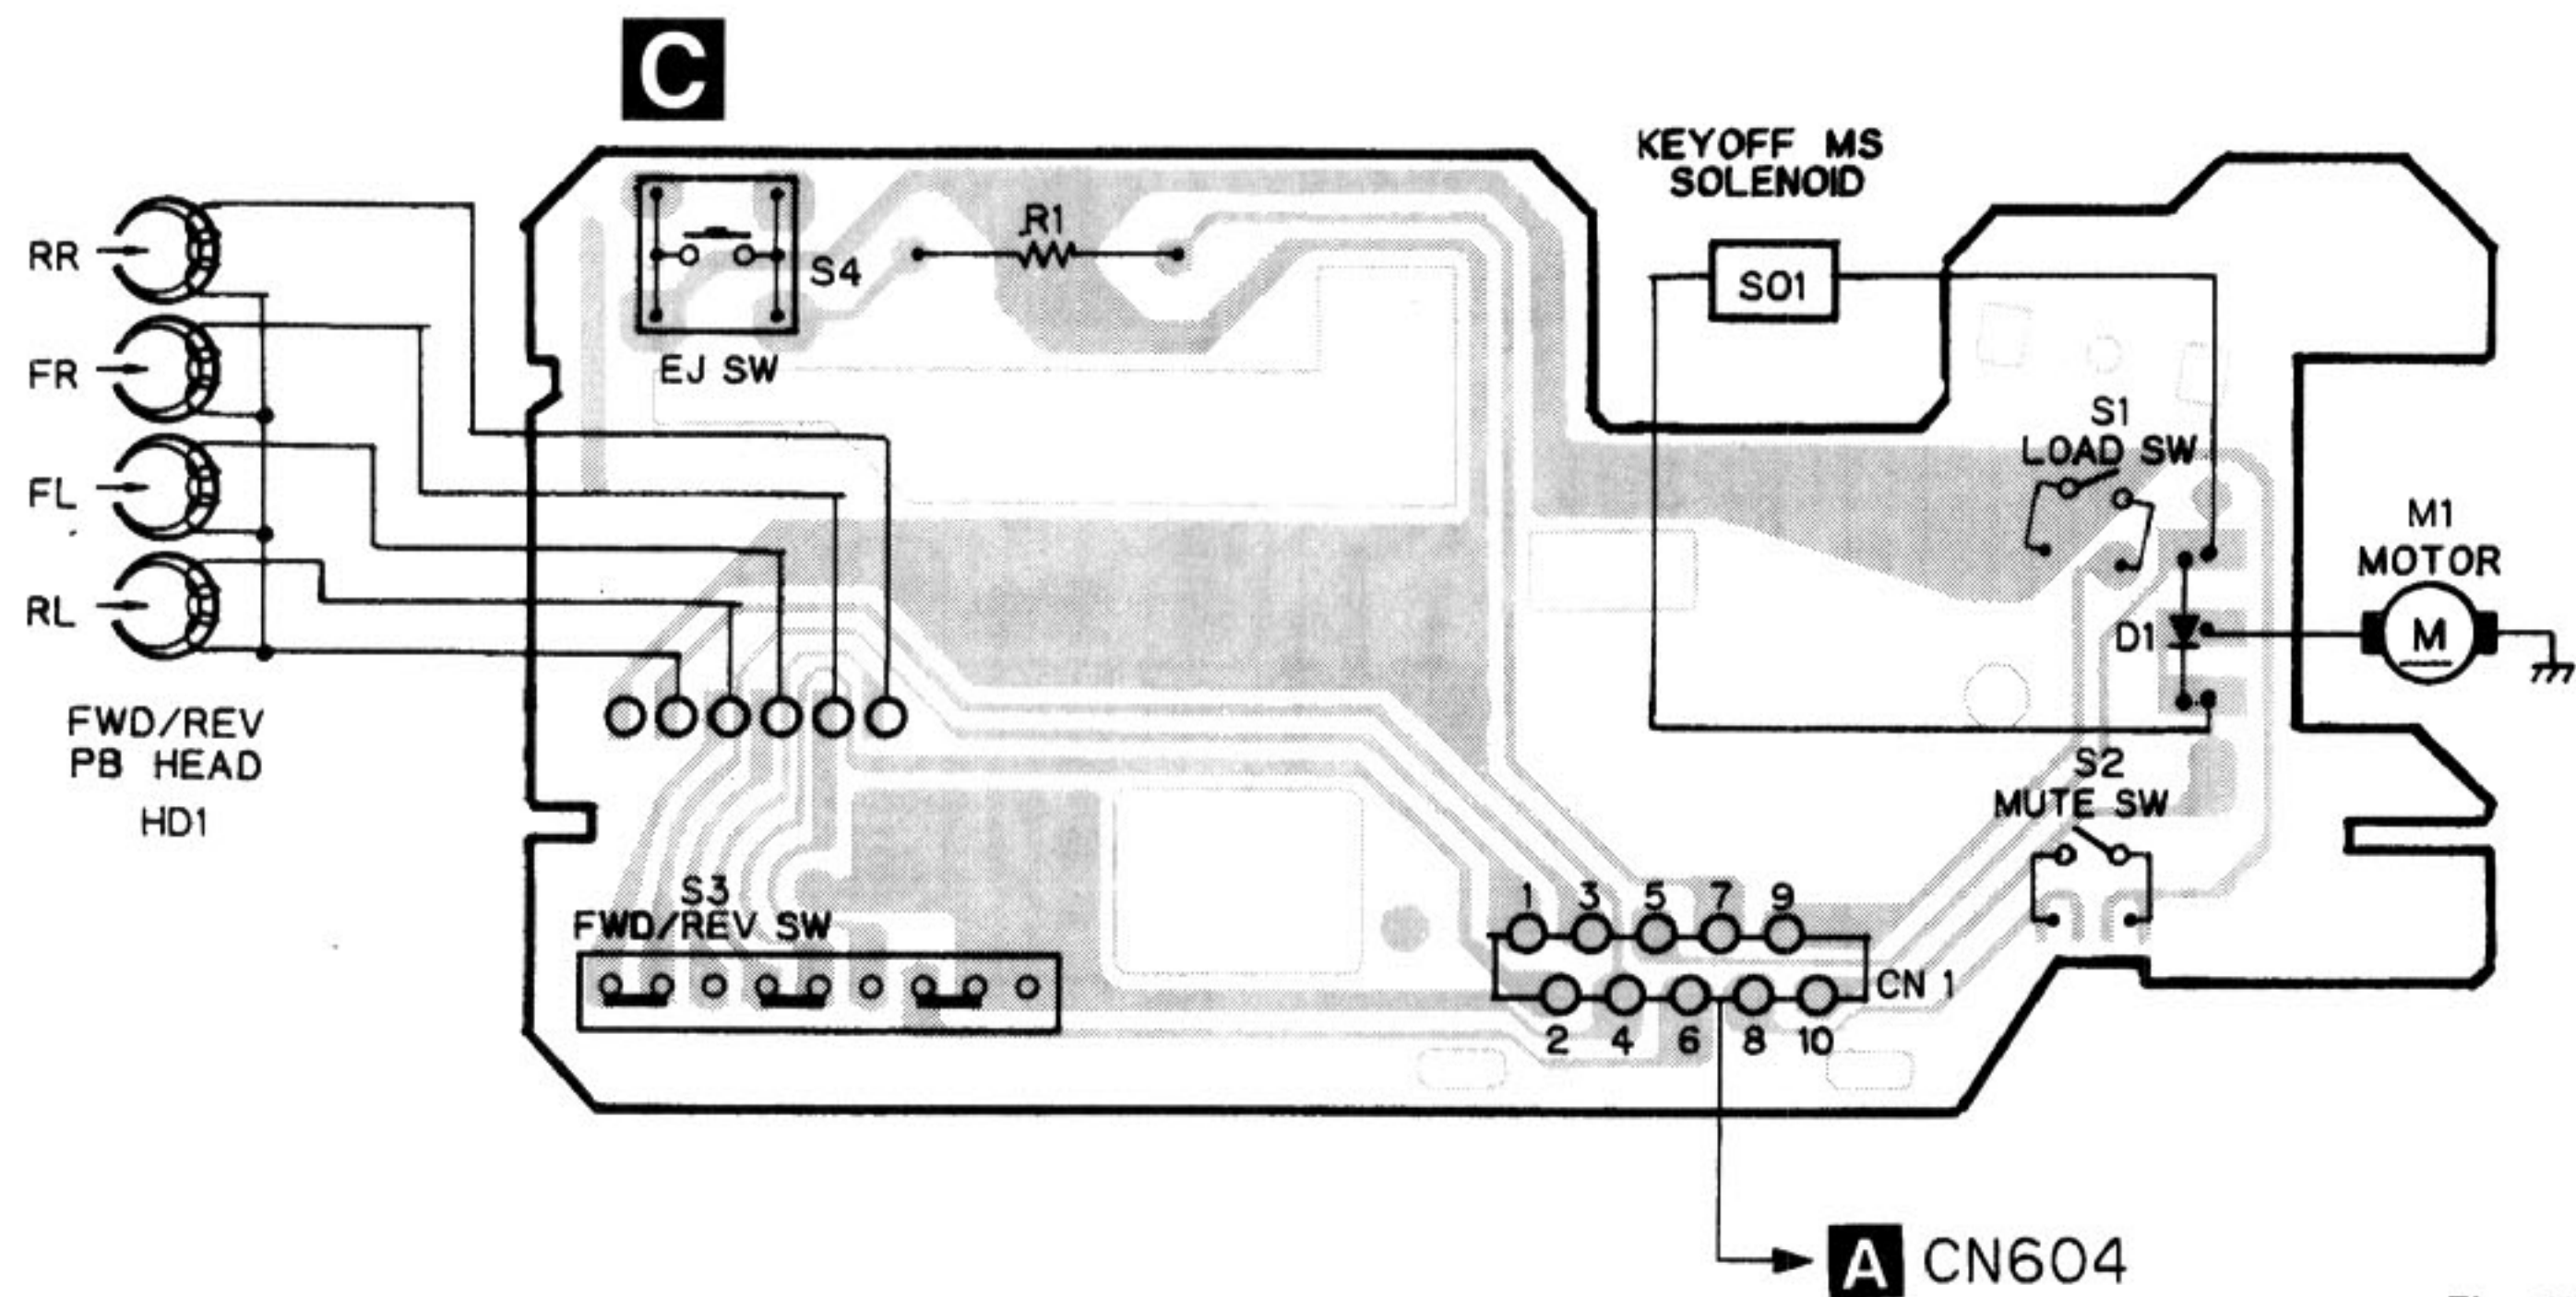 C
KEYOFF MS
SOLENOID
RR
R1
S4
S01
FR
EJ SW
S1
LOAD SW
FL
M1
MOTOR
RL
D1
M
FWD/REV
PB HEAD
HD1
S2
MUTE SW
S3
FWD/REV SW
1 3 5 7 9
CN 1
2 4 6 8 10
A CN604